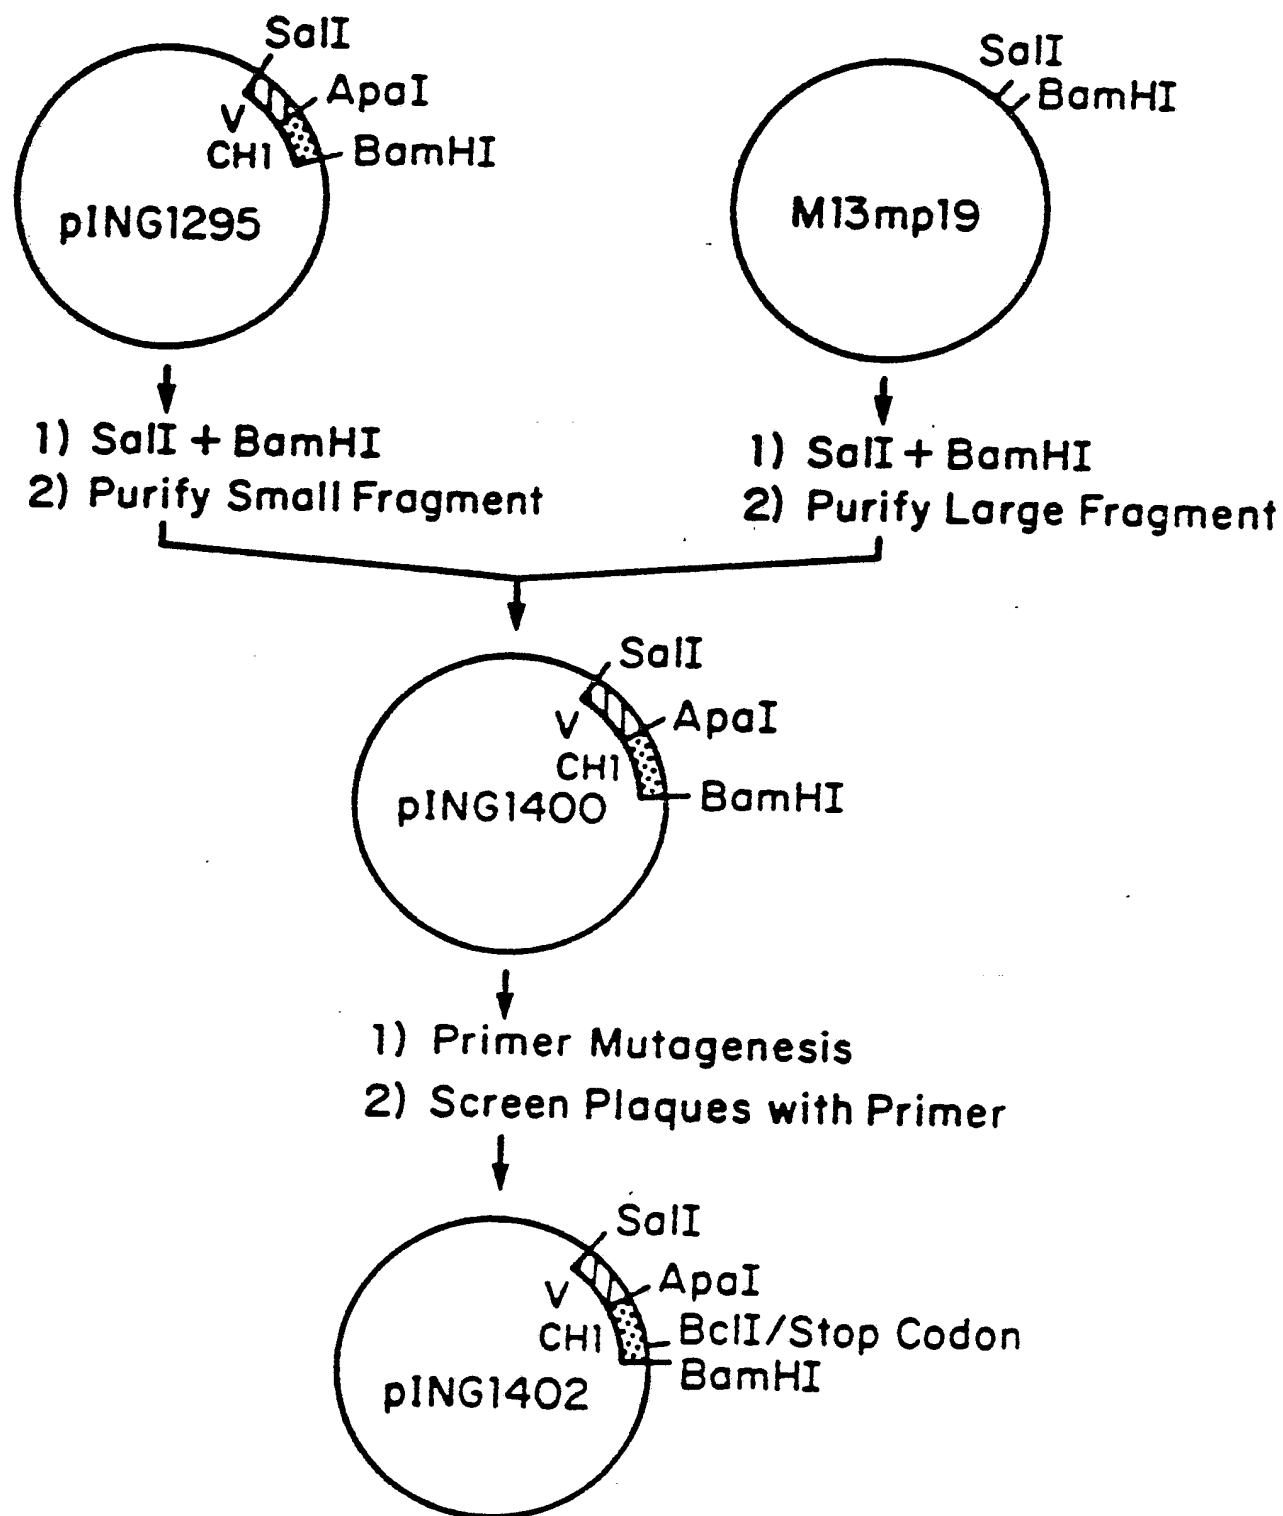 SalI
ApaI
V
CH1
BamHI
pING1295
SalI
BamHI
M13mp19
1) SalI + BamHI
2) Purify Small Fragment
1) SalI + BamHI
2) Purify Large Fragment
SalI
ApaI
V
CH1
BamHI
pING1400
1) Primer Mutagenesis
2) Screen Plaques with Primer
SalI
ApaI
V
CH1
BclI/Stop Codon
BamHI
pING1402